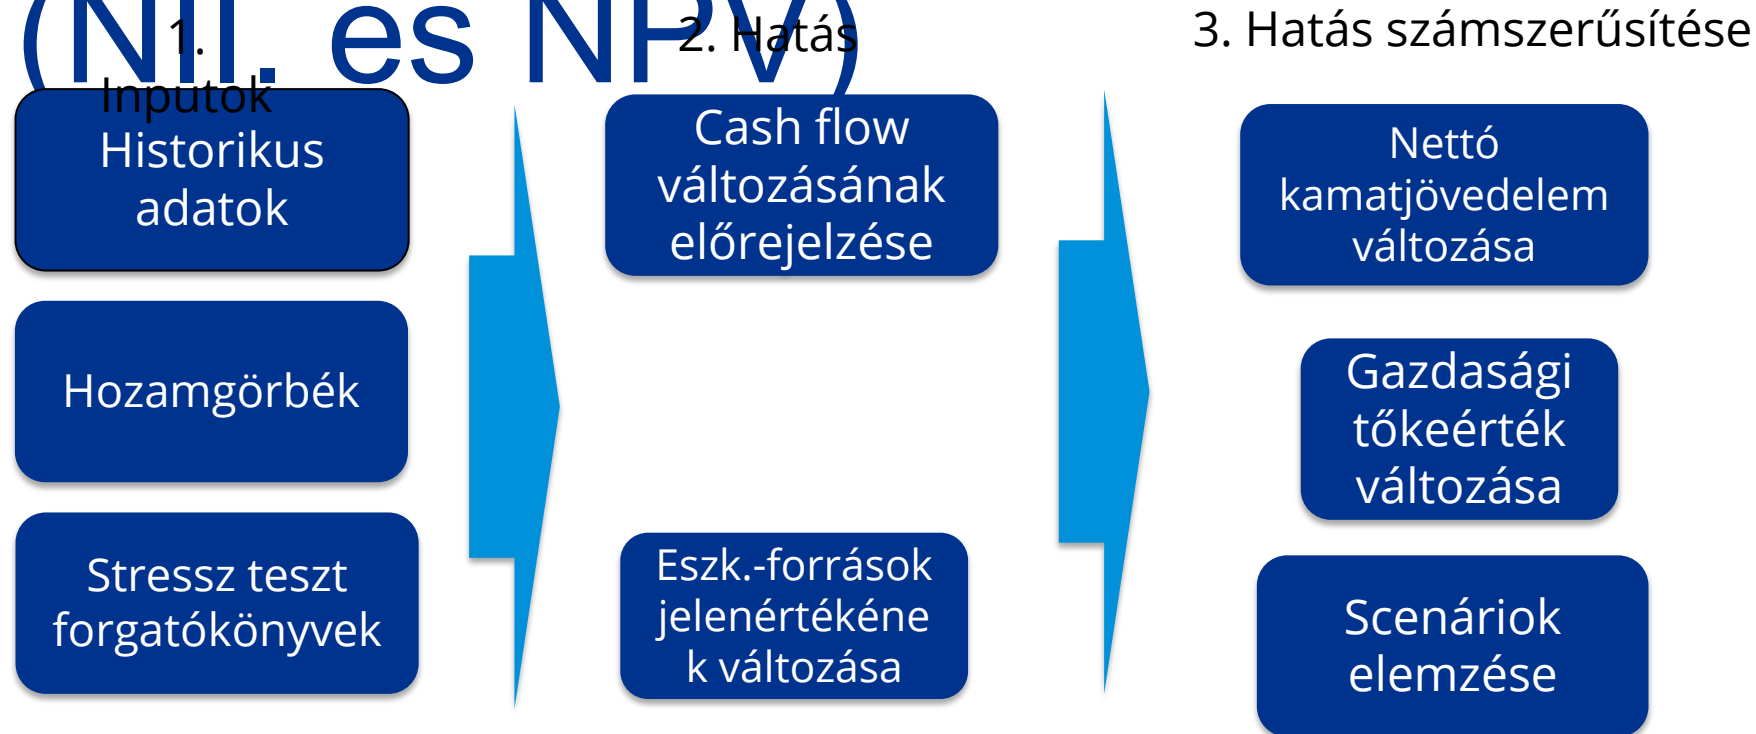 (NII. és NPV)
1.
Inputok
2. Hatás
3. Hatás számszerűsítése
Historikus
adatok
Hozamgörbék
Stressz teszt
forgatókönyvek
Cash flow
változásának
előrejelzése
Eszk.-források
jelenértékéne
k változása
Nettó
kamatjövedelem
változása
Gazdasági
tőkeérték
változása
Scenáriok
elemzése